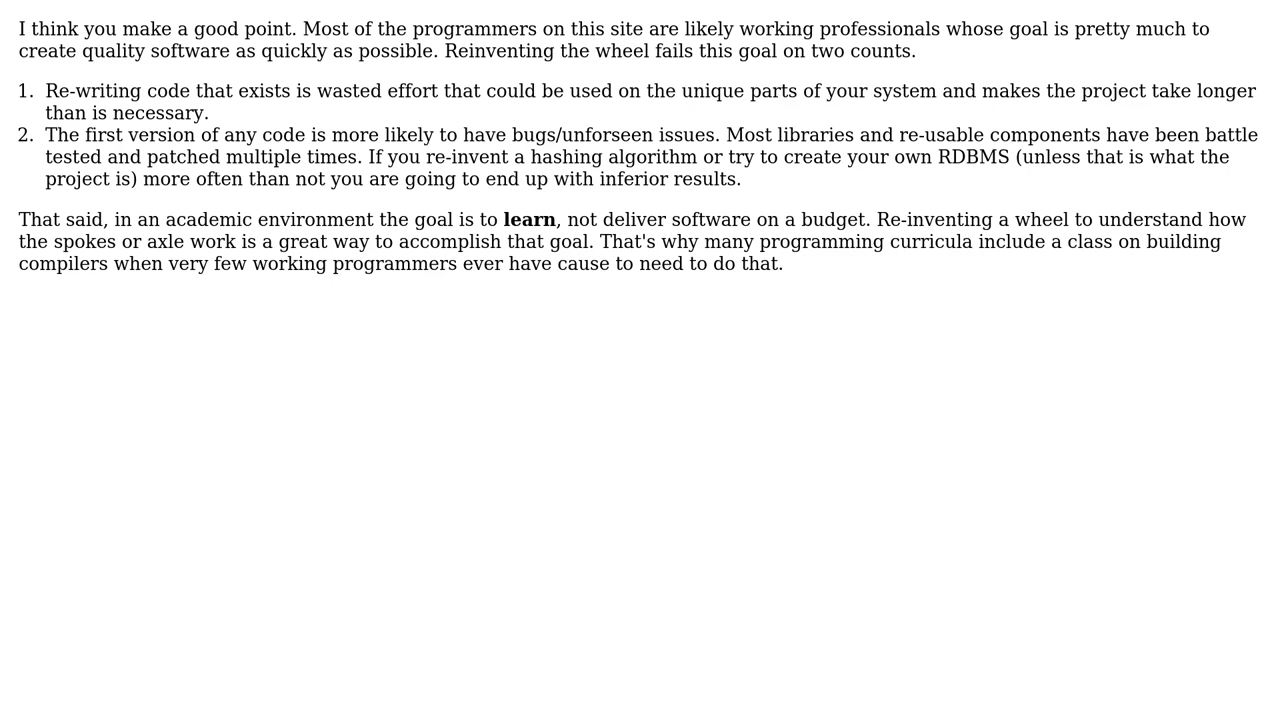 I think you make a good point. Most of the programmers on this site are likely working professionals whose goal is pretty much to
create quality software as quickly as possible. Reinventing the wheel fails this goal on two counts.
1. Re-writing code that exists is wasted effort that could be used on the unique parts of your system and makes the project take longer
than is necessary.
2. The first version of any code is more likely to have bugs/unforseen issues. Most libraries and re-usable components have been battle
tested and patched multiple times. If you re-invent a hashing algorithm or try to create your own RDBMS (unless that is what the
project is) more often than not you are going to end up with inferior results.
That said, in an academic environment the goal is to learn, not deliver software on a budget. Re-inventing a wheel to understand how
the spokes or axle work is a great way to accomplish that goal. That's why many programming curricula include a class on building
compilers when very few working programmers ever have cause to need to do that.